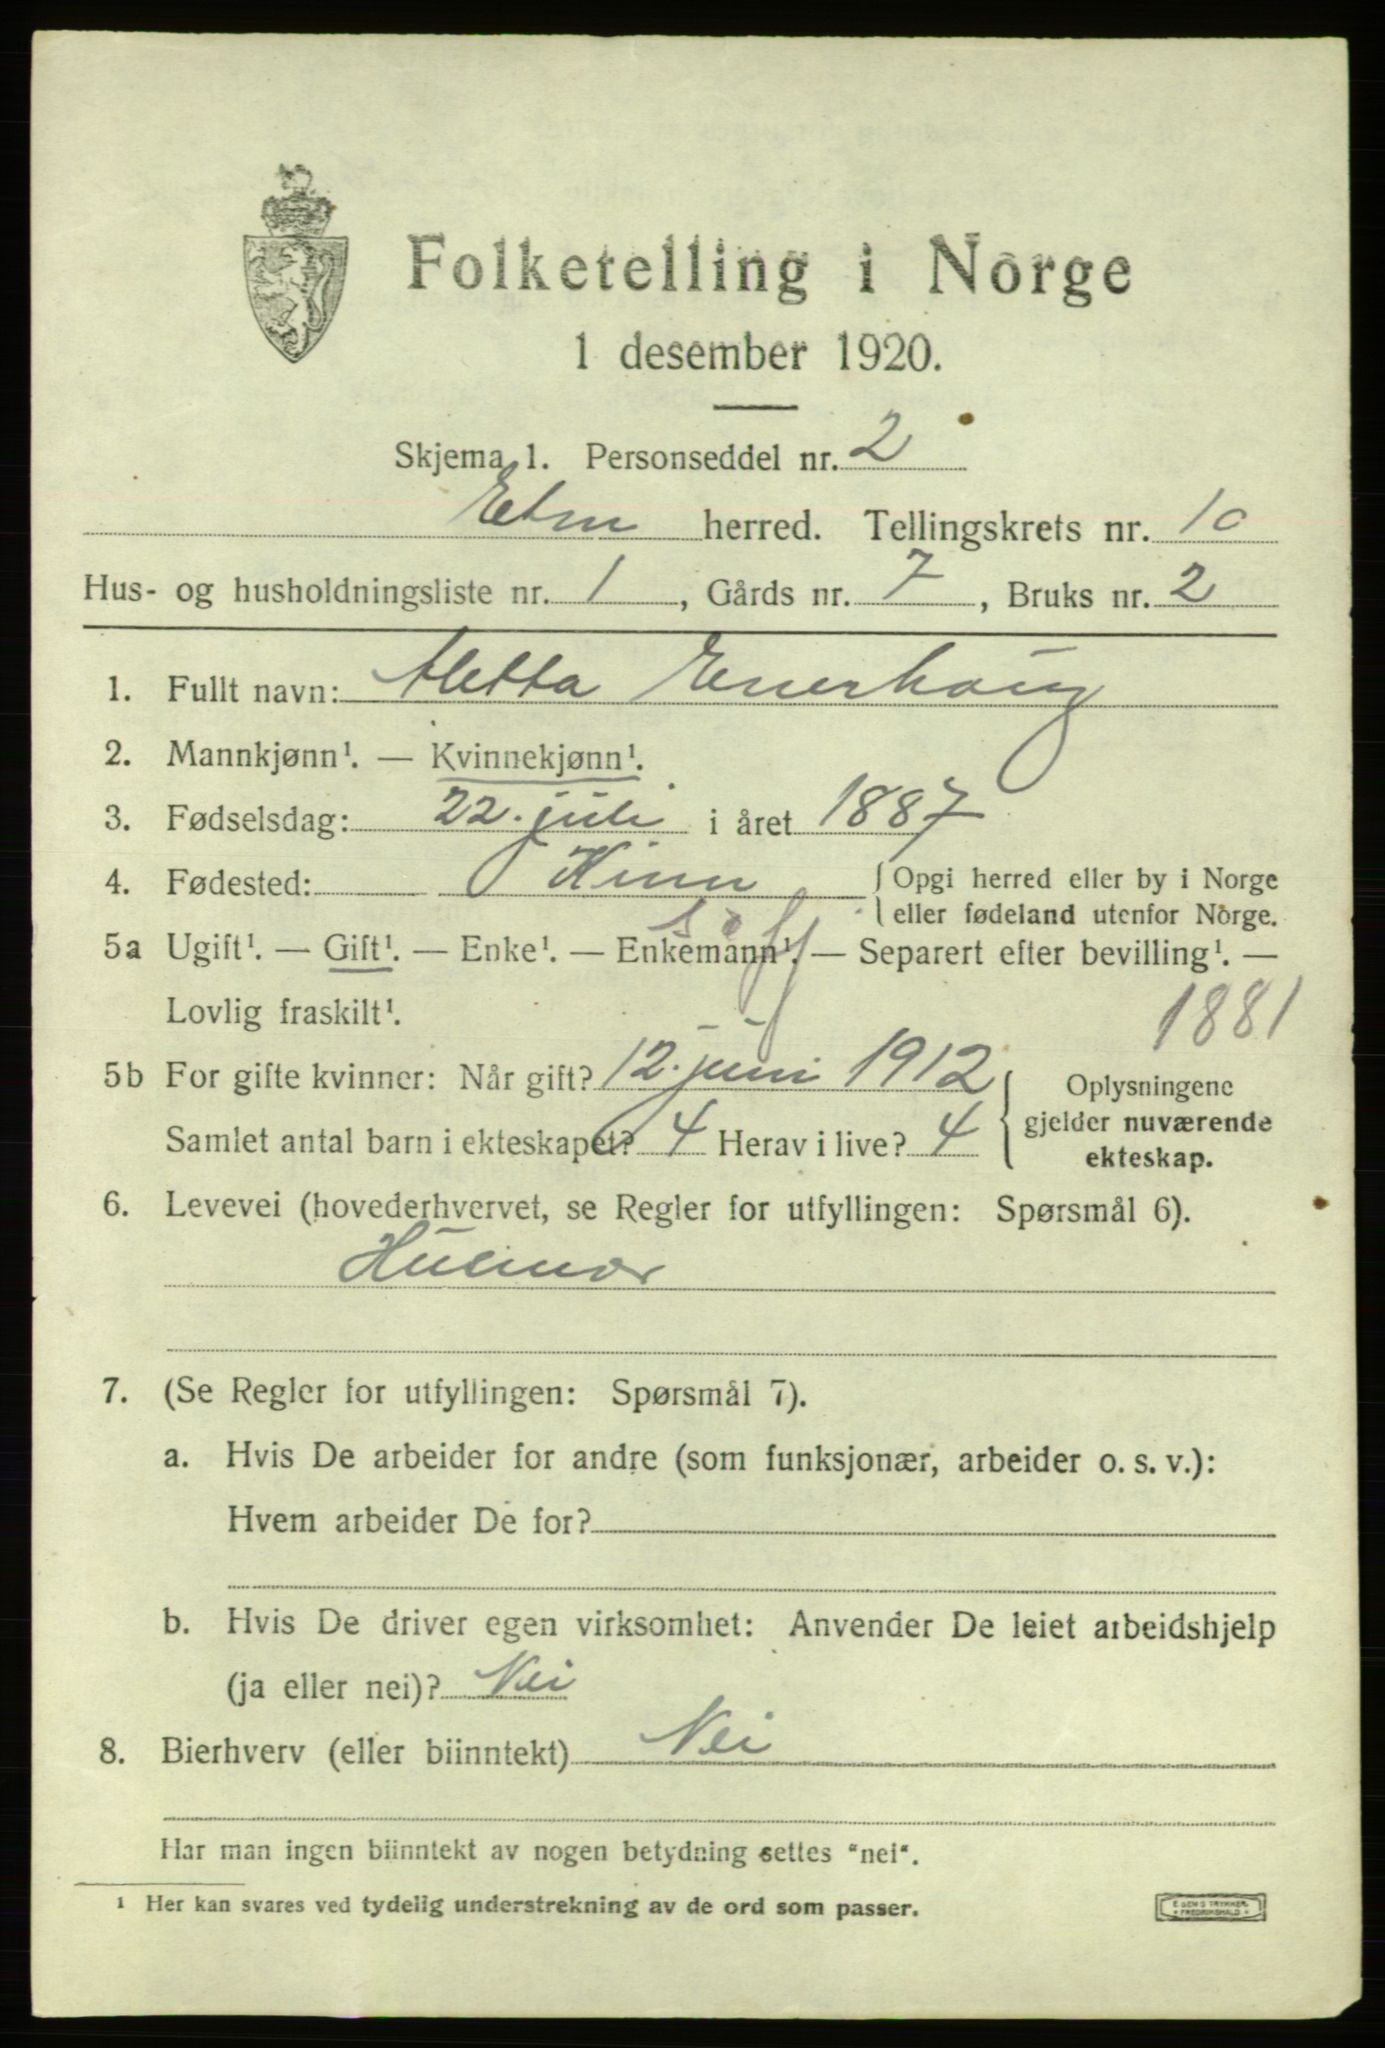 Folketelling i Norge
1 desember 1920.
Skjema 1. Personseddel nr. 2
herred. Tellingskrets nr. 10
Hus- og husholdningsliste nr. 1, Gårds nr. 7, Bruks nr. 2
1. Fullt navn: Aletta
2. Mannkjønn¹. — Kvinnekjønn¹.
3. Fødselsdag: 22. juli i året 1887
4. Fødested: Kinn { Opgi herred eller by i Norge
eller fødeland utenfor Norge.
5a Ugift¹. — Gift¹. — Enke¹. — Enkemann¹. — Separert efter bevilling¹. —
Lovlig fraskilt¹.
1881
5b For gifte kvinner: Når gift? 12. juni 1912
Samlet antal barn i ekteskapet? 4 Herav i live? 4
{ Oplysningene
gjelder nuværende
ekteskap.
6. Levevei (hovederhvervet, se Regler for utfyllingen: Spørsmål 6).
Husmor
7. (Se Regler for utfyllingen: Spørsmål 7).
a. Hvis De arbeider for andre (som funksjonær, arbeider o. s. v.):
Hvem arbeider De for?
b. Hvis De driver egen virksomhet: Anvender De leiet arbeidshjelp
(ja eller nei)? Nei
8. Bierhverv (eller biinntekt) Nei
Har man ingen biinntekt av nogen betydning settes "nei".
¹ Her kan svares ved tydelig understrekning av de ord som passer.